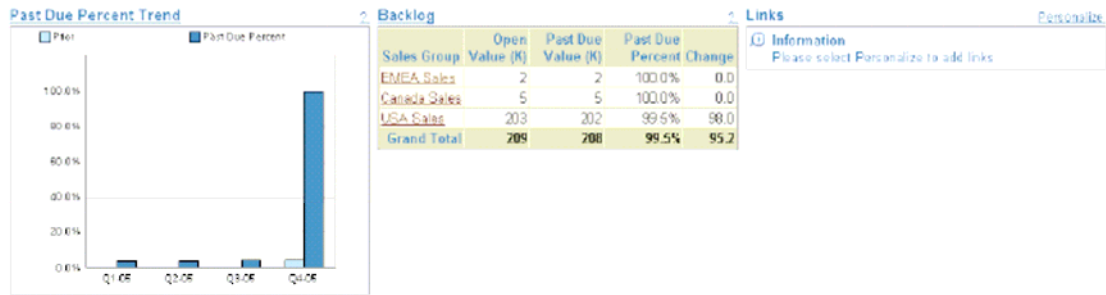 Past Due Percent Trend ?
Prior Past Due Percent
100.0%
80.0%
60.0%
40.0%
20.0%
0.0%
Q1-05 Q2-05 Q3-05 Q4-05
Backlog ?
Sales Group Open Value (K) Past Due Value (K) Past Due Percent Change
EMEA Sales 2 2 100.0% 0.0
Canada Sales 5 5 100.0% 0.0
USA Sales 203 202 99.5% 98.0
Grand Total 209 208 99.5% 95.2
Links Personalize
Information
Please select Personalize to add links